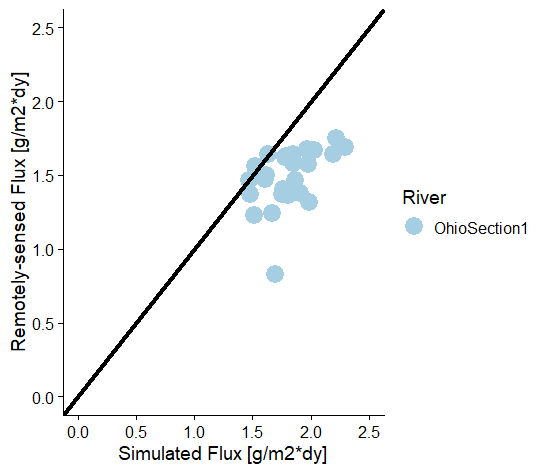 2.5
2.0
1.5
1.0
0.5
0.0
Remotely-sensed Flux [g/m2*dy]
0.0 0.5 1.0 1.5 2.0 2.5
Simulated Flux [g/m2*dy]
River
OhioSection1